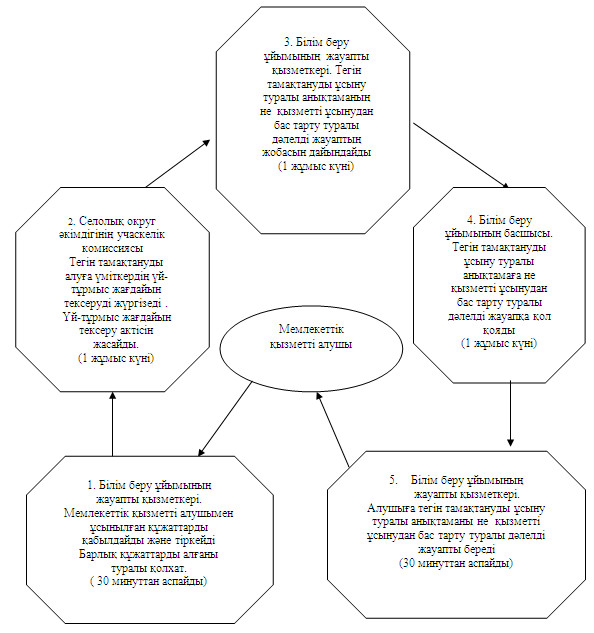 3. Білім беру
ұйымының жауапты
қызметкері. Тегін
тамақтануды ұсыну
туралы анықтаманын
не қызметті ұсынудан
бас тарту туралы
дәлелді жауаптын
жобасын дайындайды
(1 жұмыс күні)
2. Селолық округ
әкімдігінің учаскелік
комиссиясы
Тегін тамақтануды
алуға үміткердің үй-
тұрмыс жағдайын
тексеруді жүргізеді .
Үй-тұрмыс жағдайын
тексеру актісін
жасайды.
(1 жұмыс күні)
4. Білім беру
ұйымының басшысы.
Тегін тамақтануды
ұсыну туралы
анықтамаға не
қызметті ұсынудан
бас тарту туралы
дәлелді жауапқа қол
қояды
(1 жұмыс күні)
Мемлекеттік
қызметті алушы
1. Білім беру ұйымының
жауапты қызметкері.
Мемлекеттік қызметті алушымен
ұсынылған құжаттарды
қабылдайды және тіркейді
Барлық құжаттарды алғаны
туралы қолхат.
( 30 минуттан аспайды)
5. Білім беру ұйымының
жауапты қызметкері.
Алушыға тегін тамақтануды ұсыну
туралы анықтаманы не қызметті
ұсынудан бас тарту туралы дәлелді
жауапты береді
(30 минуттан аспайды)